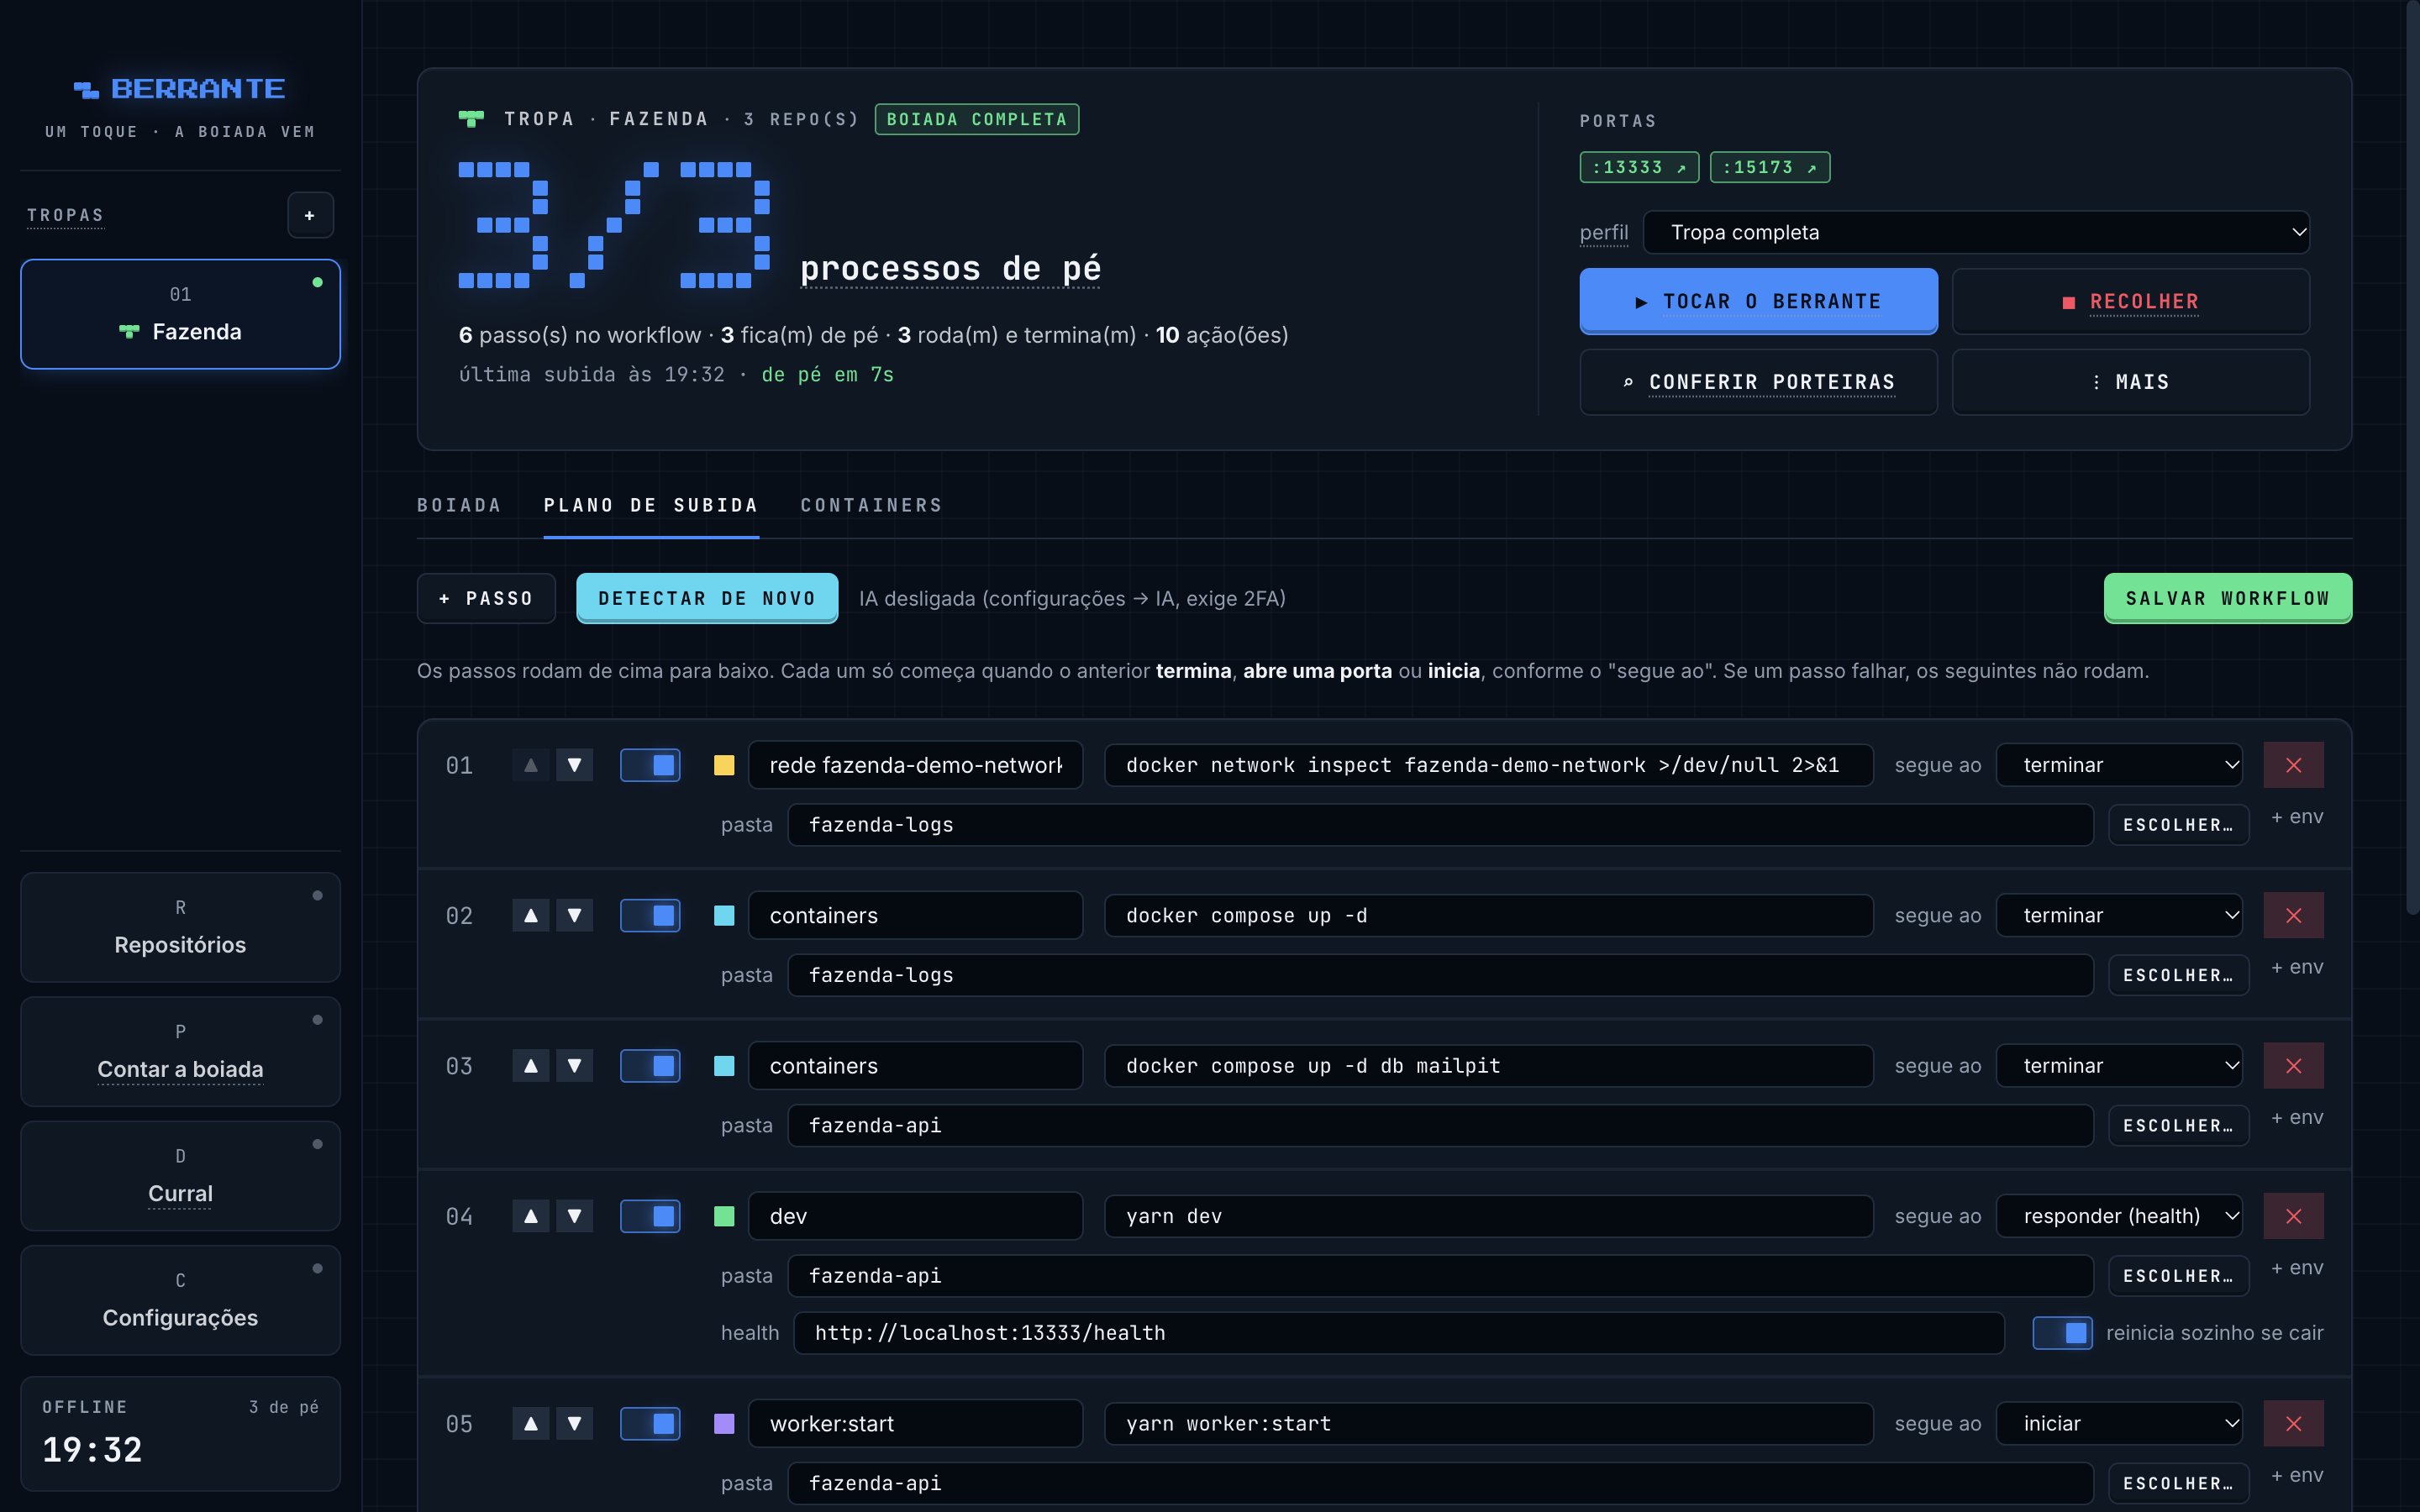 BERRANTE
UM TOQUE · A BOIADA VEM
TROPAS
+
01
Fazenda
R
Repositórios
P
Contar a boiada
D
Curral
C
Configurações
OFFLINE 3 de pé
19:32
TROPA · FAZENDA · 3 REPO(S) BOIADA COMPLETA
3/3 processos de pé
6 passo(s) no workflow · 3 fica(m) de pé · 3 roda(m) e termina(m) · 10 ação(ões)
última subida às 19:32 · de pé em 7s
PORTAS
:13333 ↗ :15173 ↗
perfil Tropa completa
▶ TOCAR O BERRANTE ■ RECOLHER
⌕ CONFERIR PORTEIRAS ⋮ MAIS
BOIADA PLANO DE SUBIDA CONTAINERS
+ PASSO DETECTAR DE NOVO IA desligada (configurações → IA, exige 2FA) SALVAR WORKFLOW
Os passos rodam de cima para baixo. Cada um só começa quando o anterior termina, abre uma porta ou inicia, conforme o "segue ao". Se um passo falhar, os seguintes não rodam.
01 ▲ ▼ rede fazenda-demo-network docker network inspect fazenda-demo-network >/dev/null 2>&1 segue ao terminar ×
pasta fazenda-logs ESCOLHER… + env
02 ▲ ▼ containers docker compose up -d segue ao terminar ×
pasta fazenda-logs ESCOLHER… + env
03 ▲ ▼ containers docker compose up -d db mailpit segue ao terminar ×
pasta fazenda-api ESCOLHER… + env
04 ▲ ▼ dev yarn dev segue ao responder (health) ×
pasta fazenda-api ESCOLHER… + env
health http://localhost:13333/health reinicia sozinho se cair
05 ▲ ▼ worker:start yarn worker:start segue ao iniciar ×
pasta fazenda-api ESCOLHER… + env